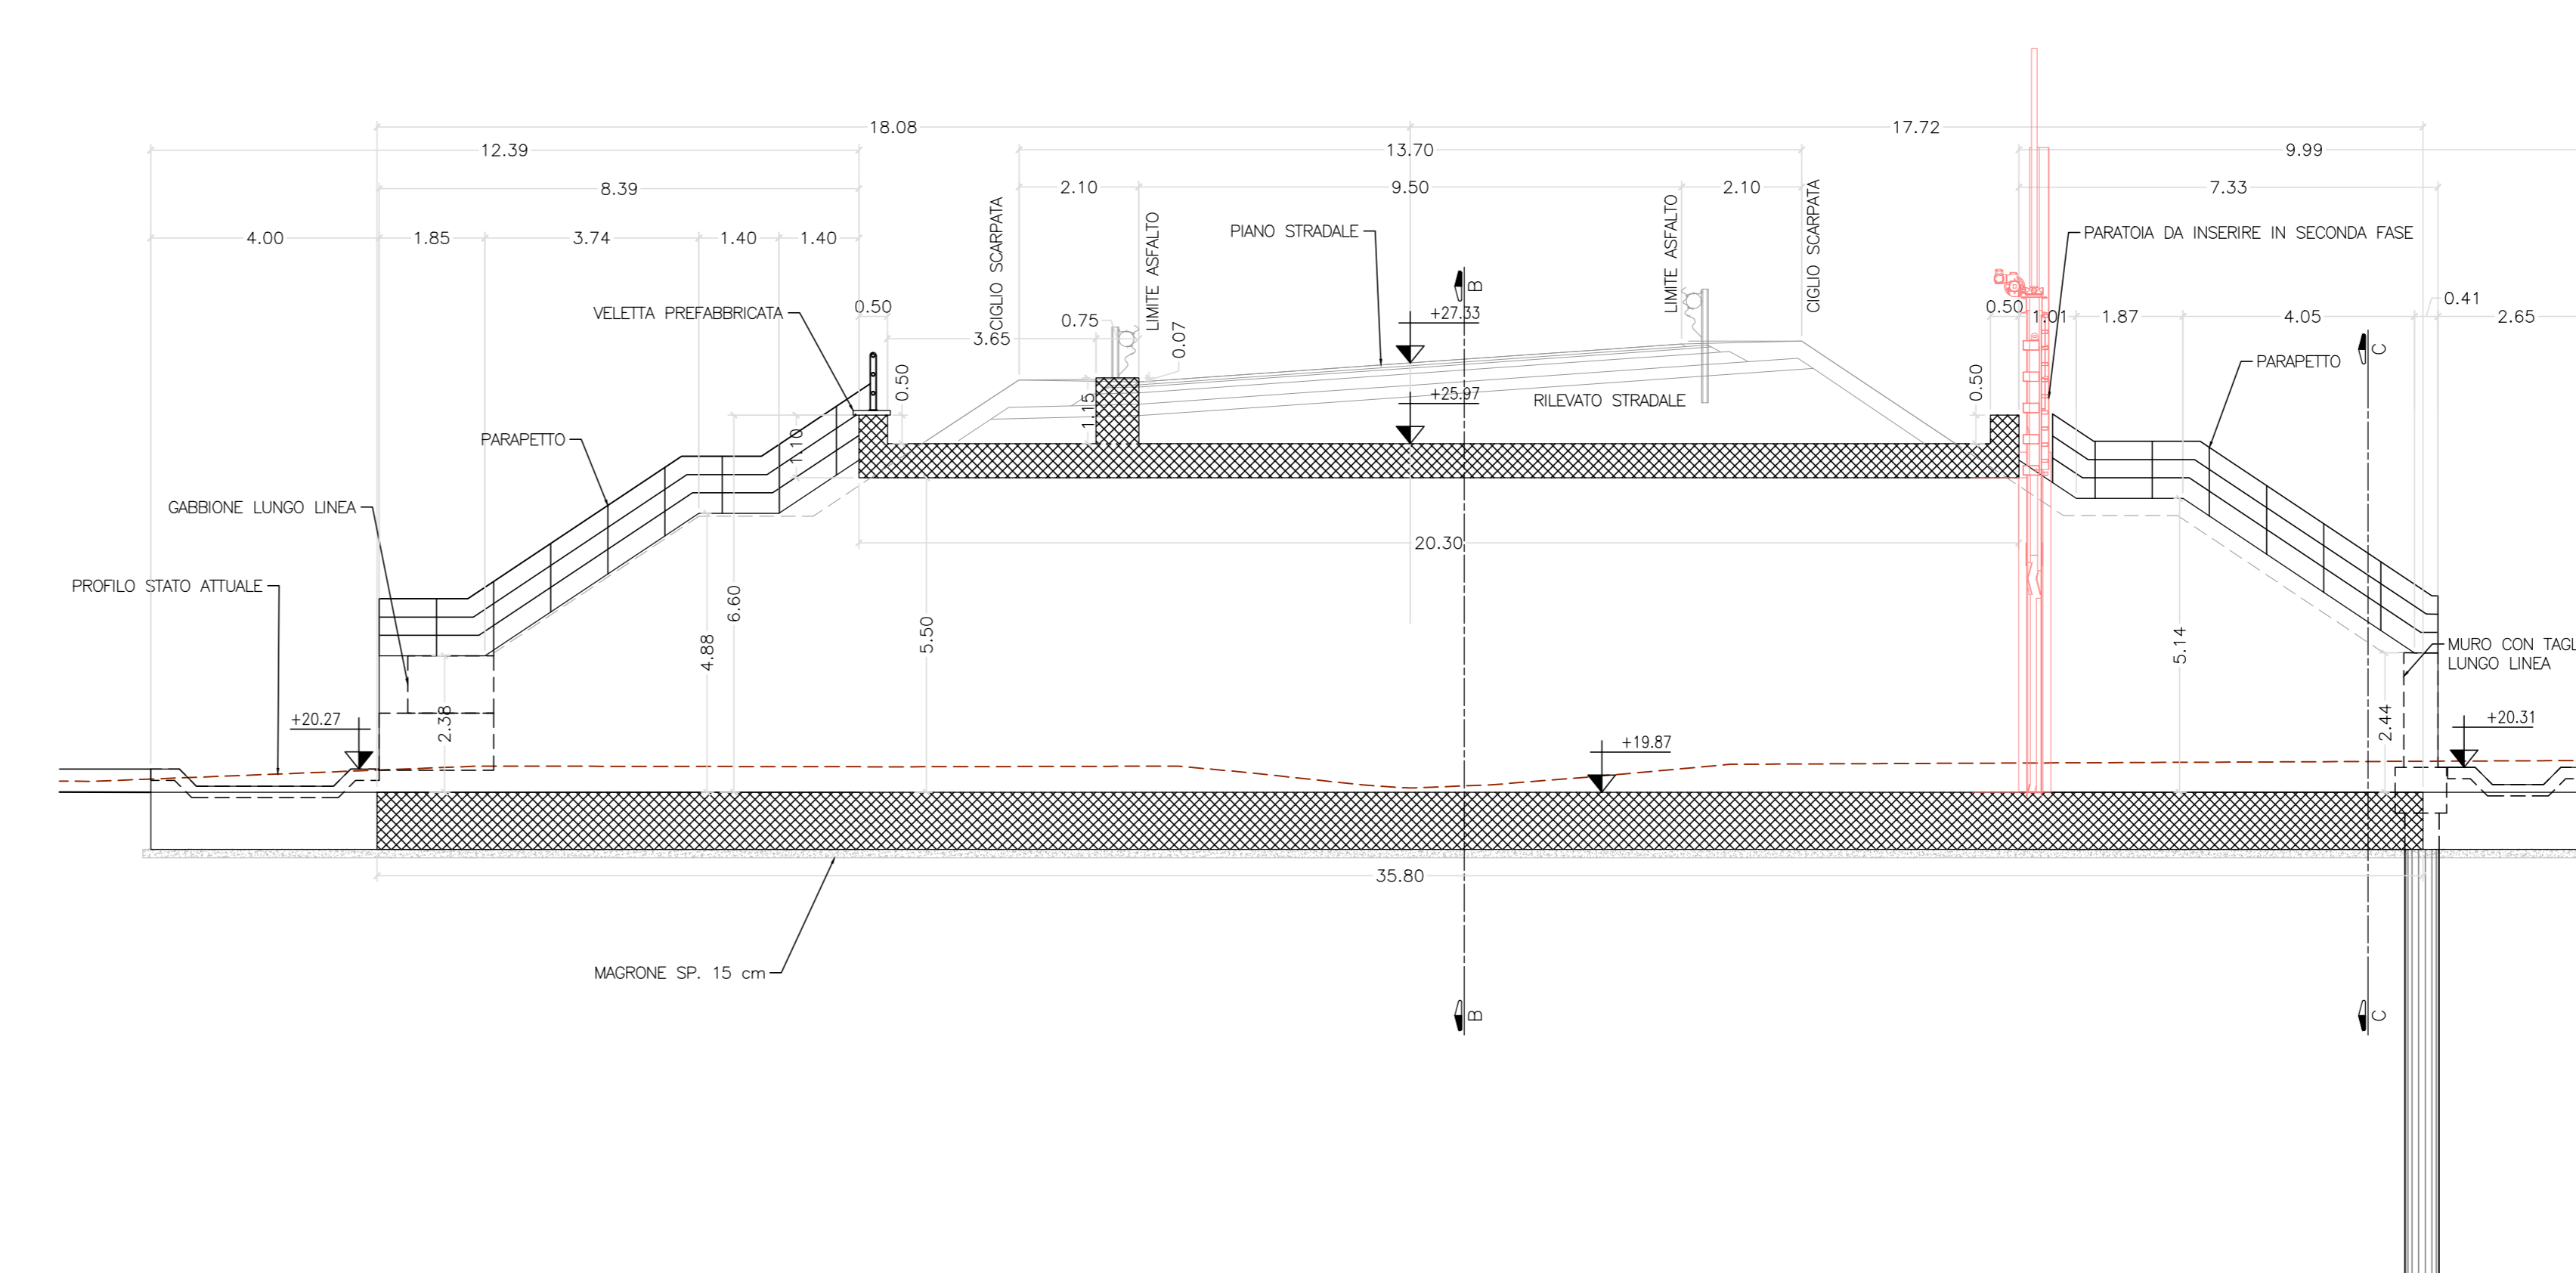 18.08
17.72
12.39
13.70
9.99
8.39
2.10
9.50
2.10
7.33
4.00
1.85
3.74
1.40
1.40
CIGLIO SCARPATA
LIMITE ASFALTO
PIANO STRADALE
LIMITE ASFALTO
CIGLIO SCARPATA
PARATOIA DA INSERIRE IN SECONDA FASE
VELETTA PREFABBRICATA
0.50
0.75
3.65
0.07
+27.33
B
0.50
1.01
1.87
4.05
0.41
2.65
C
PARAPETTO
0.50
1.15
+25.97
RILEVATO STRADALE
0.50
PARAPETTO
1.10
GABBIONE LUNGO LINEA
20.30
PROFILO STATO ATTUALE
6.60
4.88
5.50
5.14
MURO CON TAGL
LUNGO LINEA
2.38
+20.27
+19.87
2.44
+20.31
35.80
MAGRONE SP. 15 cm
B
C